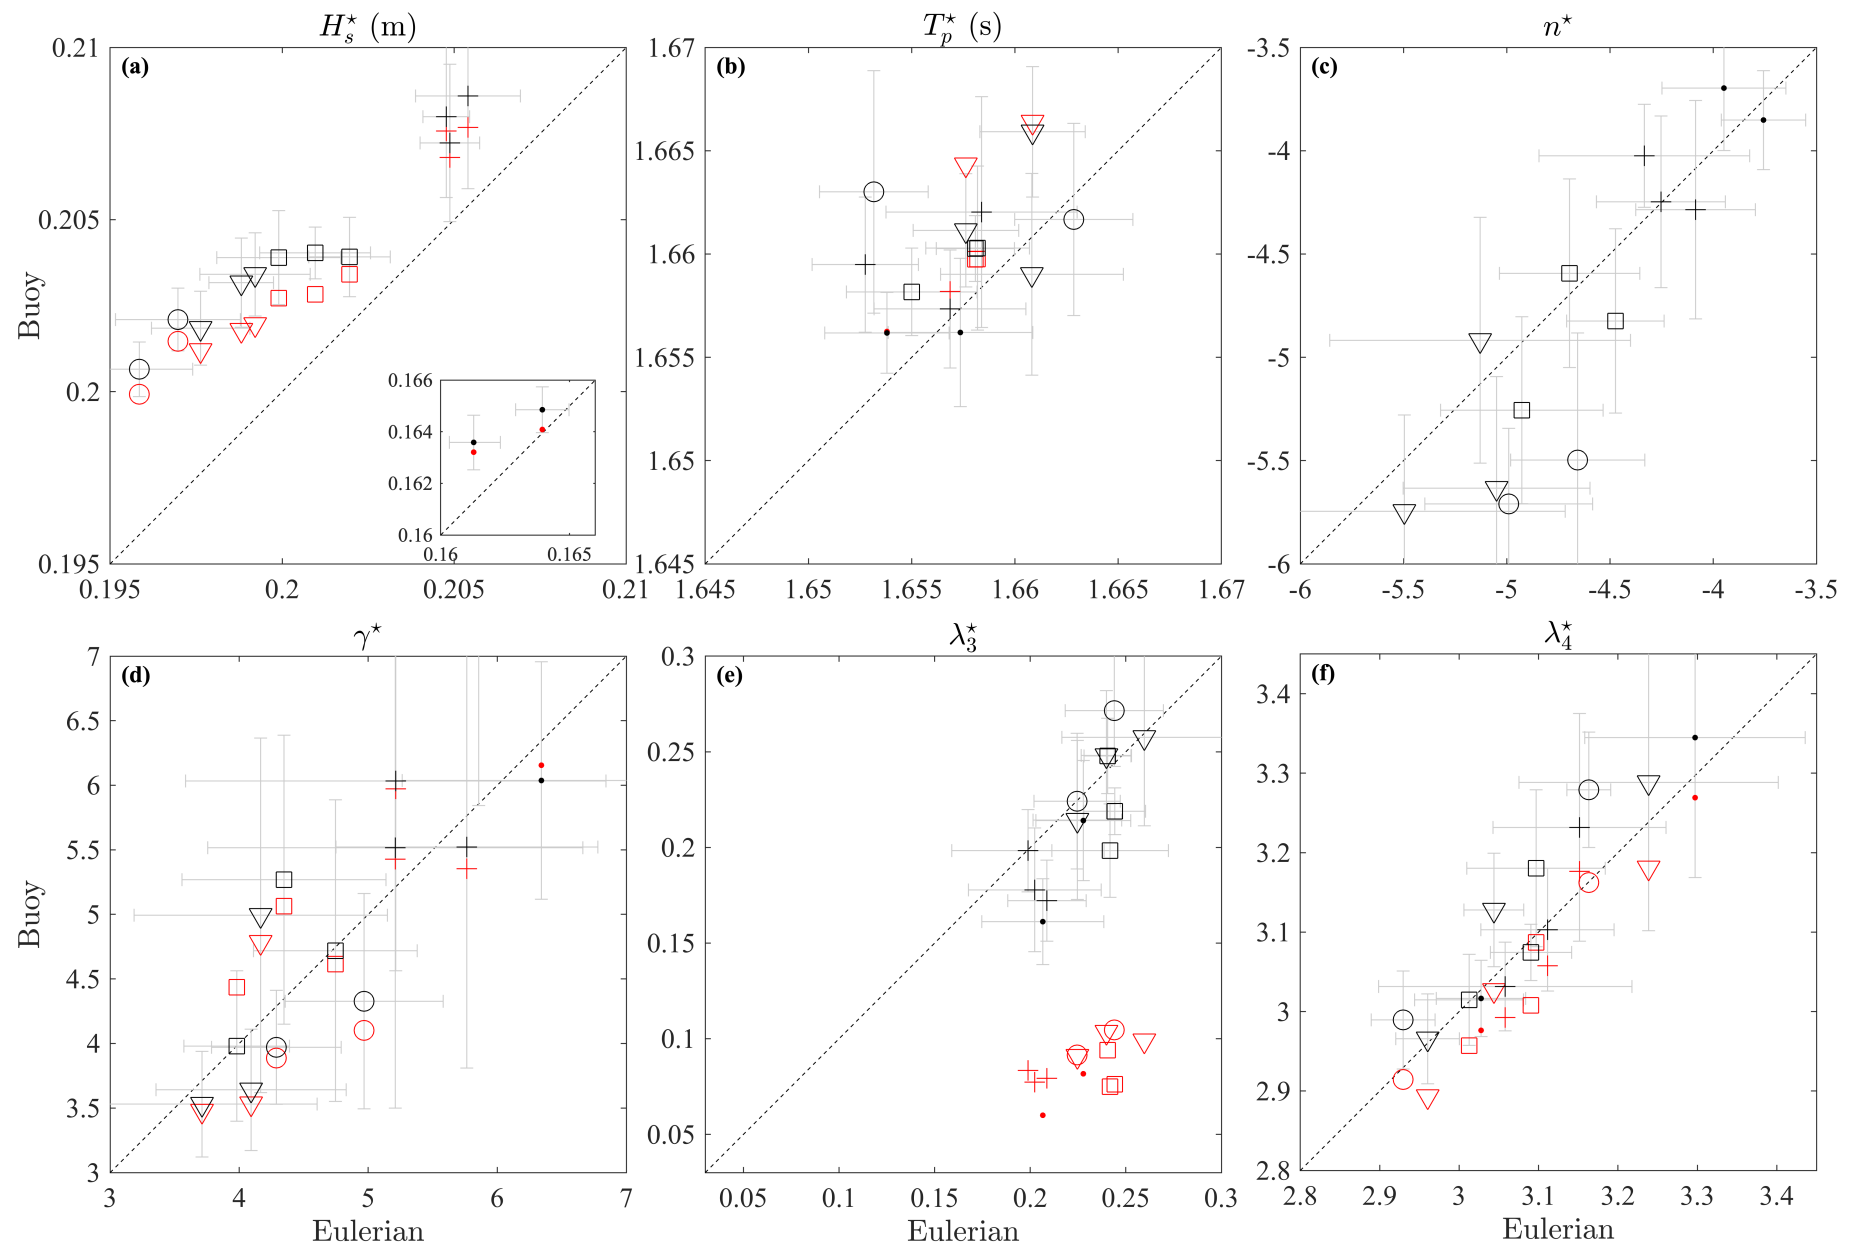 H_s^⋆ (m)
T_p^⋆ (s)
n^⋆
(a)
(b)
(c)
Buoy
0.21
0.205
0.2
0.195
0.195 0.2 0.205 0.21
0.166
0.164
0.162
0.16
0.16 0.165
1.67
1.665
1.66
1.655
1.65
1.645
1.645 1.65 1.655 1.66 1.665 1.67
-3.5
-4
-4.5
-5
-5.5
-6
-6 -5.5 -5 -4.5 -4 -3.5
γ^⋆
λ_3^⋆
λ_4^⋆
(d)
(e)
(f)
Buoy
7
6.5
6
5.5
5
4.5
4
3.5
3
3 4 5 6 7
Eulerian
0.3
0.25
0.2
0.15
0.1
0.05
0.05 0.1 0.15 0.2 0.25 0.3
Eulerian
3.4
3.3
3.2
3.1
3
2.9
2.8
2.8 2.9 3 3.1 3.2 3.3 3.4
Eulerian